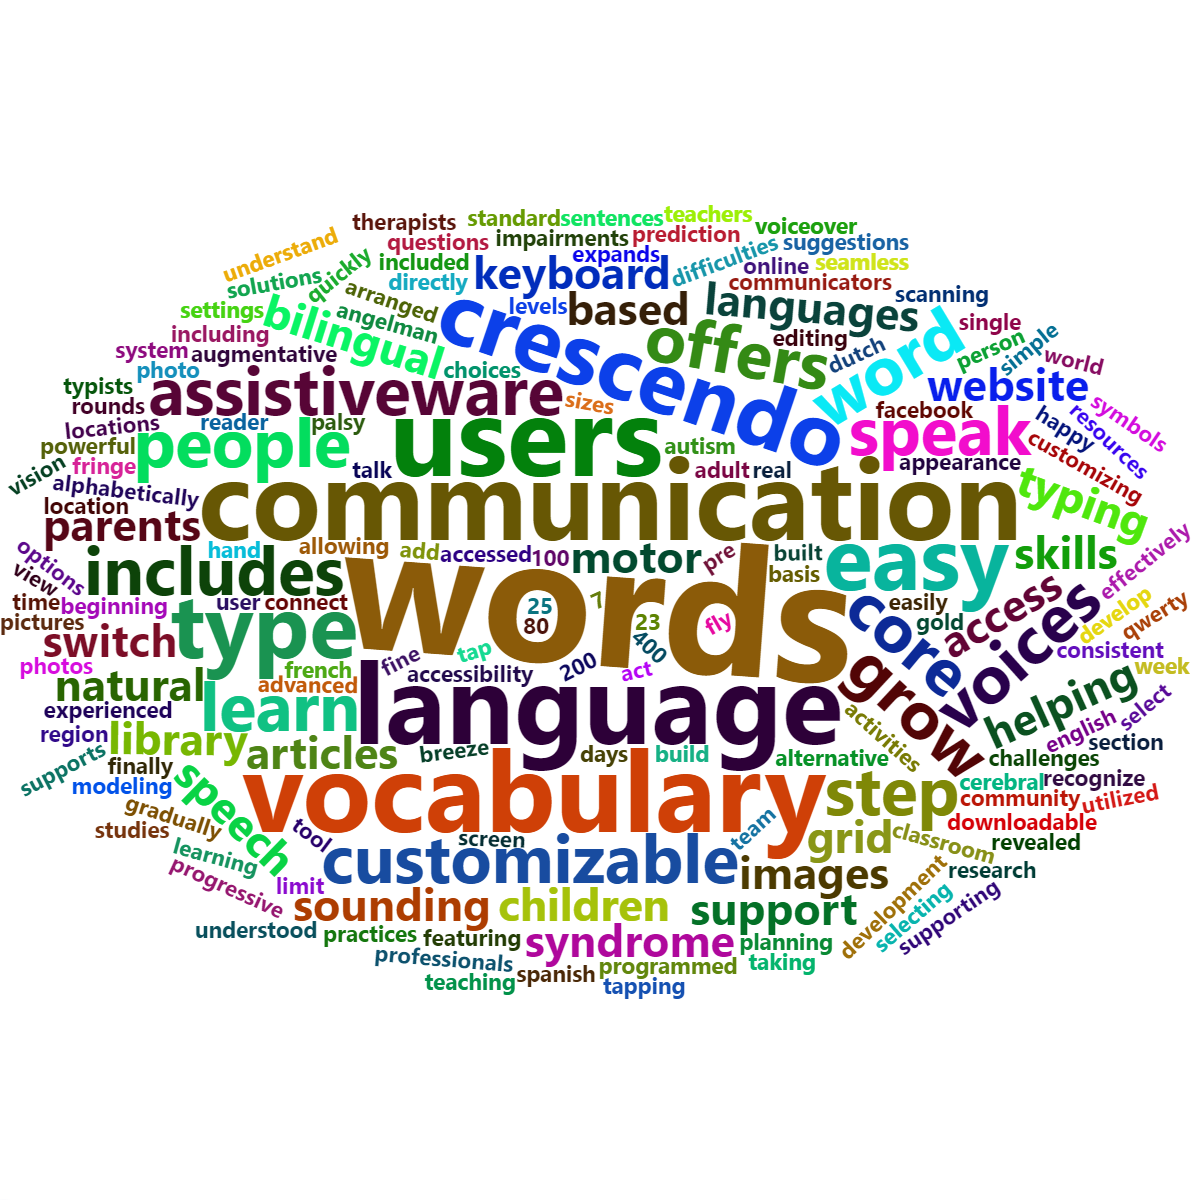 therapists standard sentences teachers
voiceover
questions impairments prediction
understand
suggestions
included expands difficulties
online seamless
solutions quickly directly keyboard communicators
scanning
settings arranged levels based languages
including bilingual angelman crescendo offers editing word single
system augmentative dutch person simple world
photo choices
typists assistiveware website
rounds sizes facebook symbols
locations reader palsy users speak happy resources
powerful people autism customizing
vision fringe talk adult real appearance
alphabetically communication typing
location
parents
options hand allowing add accessed 100 motor pre built easy skills effectively
view includes words basis
time beginning user connect 25 7 core easily access voices develop qwerty
pictures type 80 23 fly gold
switch 400 consistent
photos french fine tap accessibility 200 act grow week
natural advanced helping
experienced learn language english select
region library activities section
supports articles breeze days build alternative challenges
finally speech vocabulary step cerebral recognize
modeling community utilized
gradually downloadable
studies tool screen team grid classroom revealed
learning customizable
progressive limit images research
sounding children support development selecting supporting
understood practices featuring syndrome planning
professionals programmed taking
teaching spanish tapping